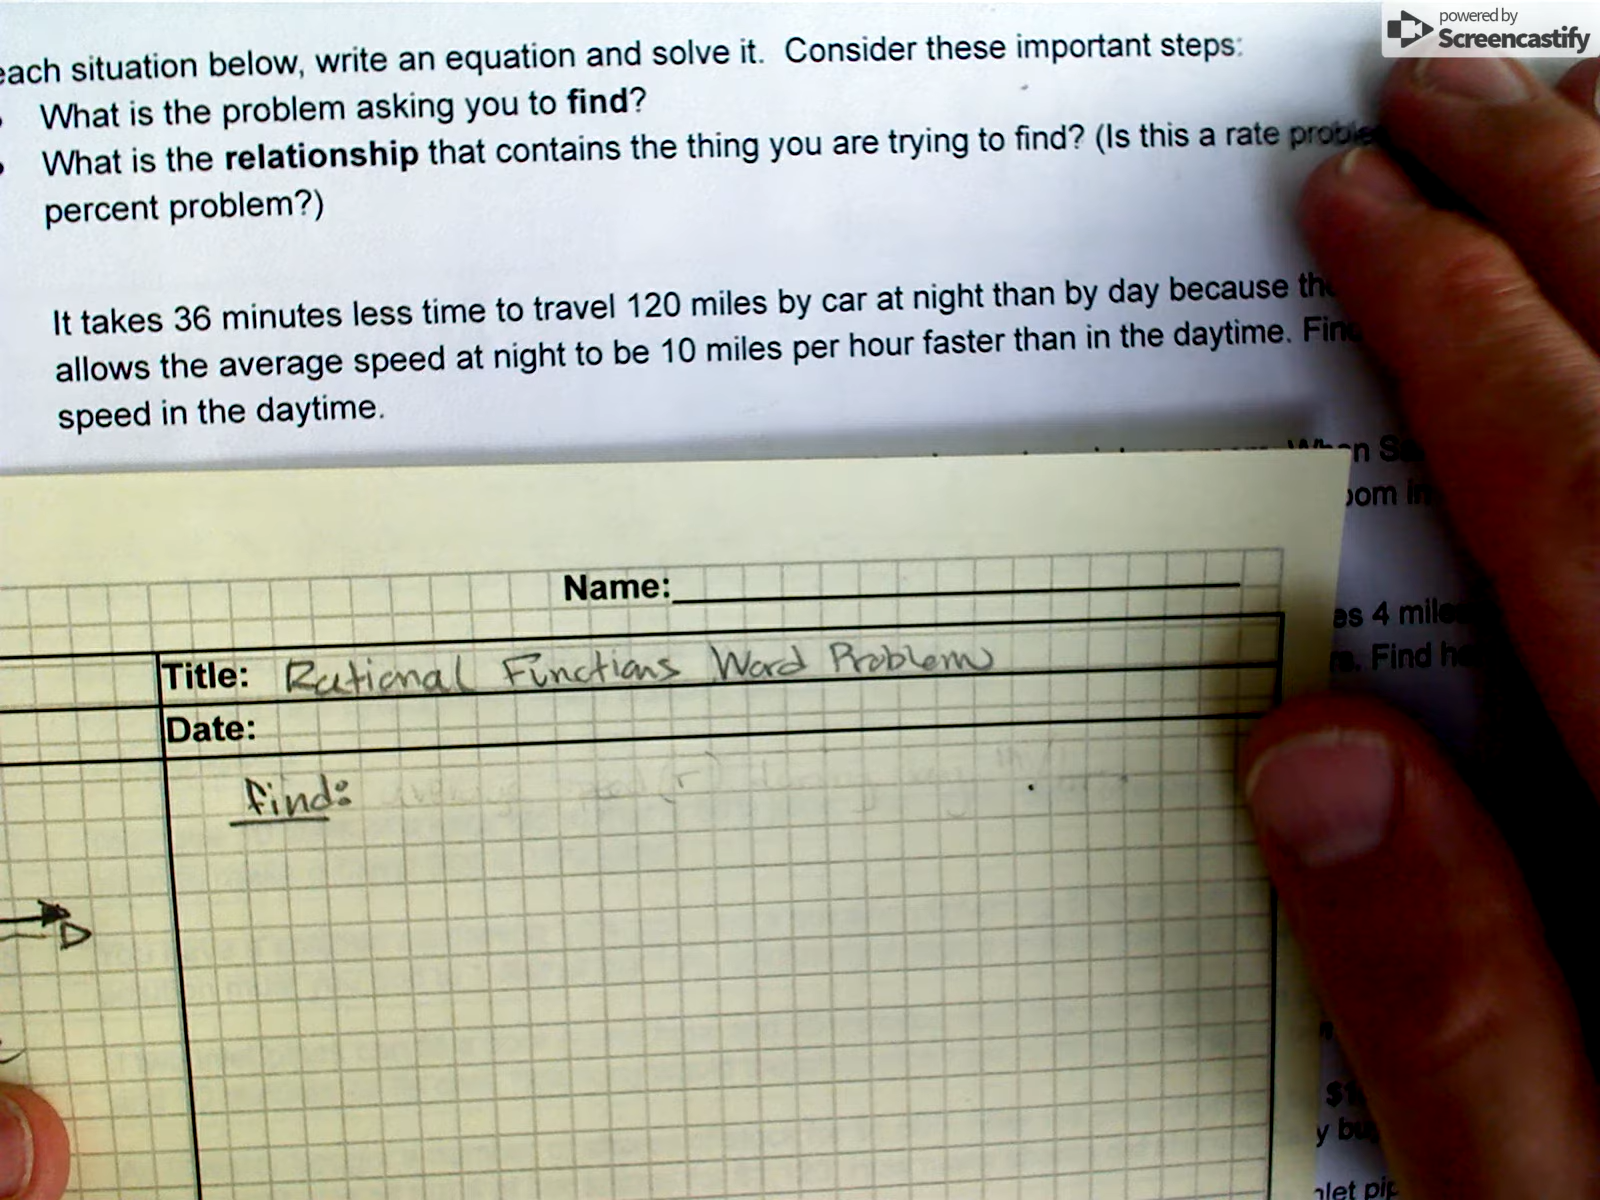 powered by
Screencastify
each situation below, write an equation and solve it. Consider these important steps:
What is the problem asking you to find?
What is the relationship that contains the thing you are trying to find? (Is this a rate
percent problem?)
It takes 36 minutes less time to travel 120 miles by car at night than by day because
allows the average speed at night to be 10 miles per hour faster than in the daytime.
speed in the daytime.
Name:
Title: Rational Functions Word Problem
Date:
find:
4
Find
D